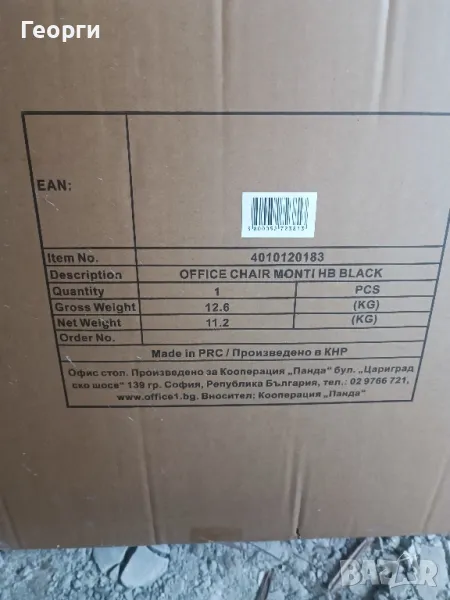 Георги
EAN:
Item No. 4010120183
Description OFFICE CHAIR MONTI HB BLACK
Quantity 1 PCS
Gross Weight 12.6 (KG)
Net Weight 11.2 (KG)
Order No.
Made in PRC / Произведено в КНР
Офис стол. Произведено за Кооперация „Панда" бул. „Цариград
ско шосе" 139 гр. София, Република България, тел.: 02 9766 721,
www.office1.bg. Вносител; Кооперация „Панда"
bazar